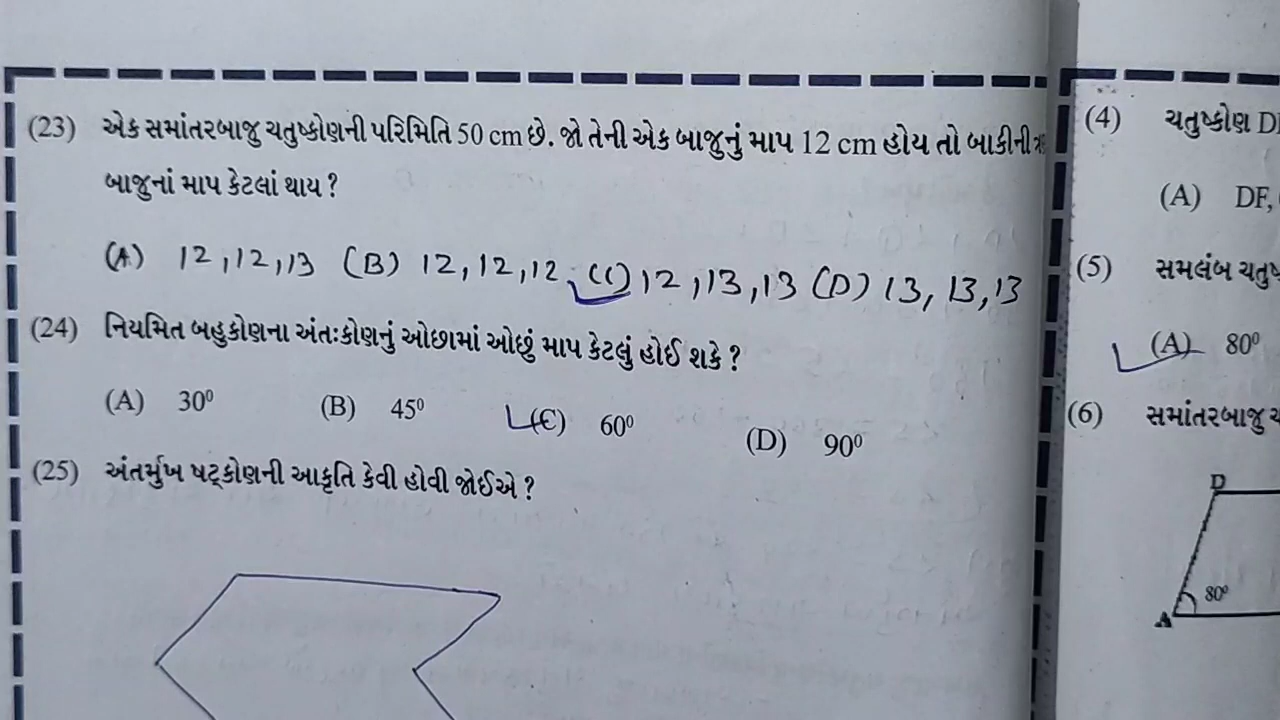 (23) એક સમાંતરબાજુ ચતુષ્કોણની પરિમિતિ 50 cm છે. જો તેની એક બાજુનું માપ 12 cm હોય તો બાકીની
બાજુનાં માપ કેટલાં થાય ?
(A) 12,12,13 (B) 12,12,12 (C) 12,13,13 (D) 13,13,13
(24) નિયમિત બહુકોણના અંતઃકોણનું ઓછામાં ઓછું માપ કેટલું હોઈ શકે ?
(A) 30⁰ (B) 45⁰ (C) 60⁰ (D) 90⁰
(25) અંતર્મુખ ષટ્કોણની આકૃતિ કેવી હોવી જોઈએ ?
(4) ચતુષ્કોણ
(A) DF,
(5) સમલંબ
(A) 80⁰
(6) સમાંતરબાજુ
D
80⁰
A